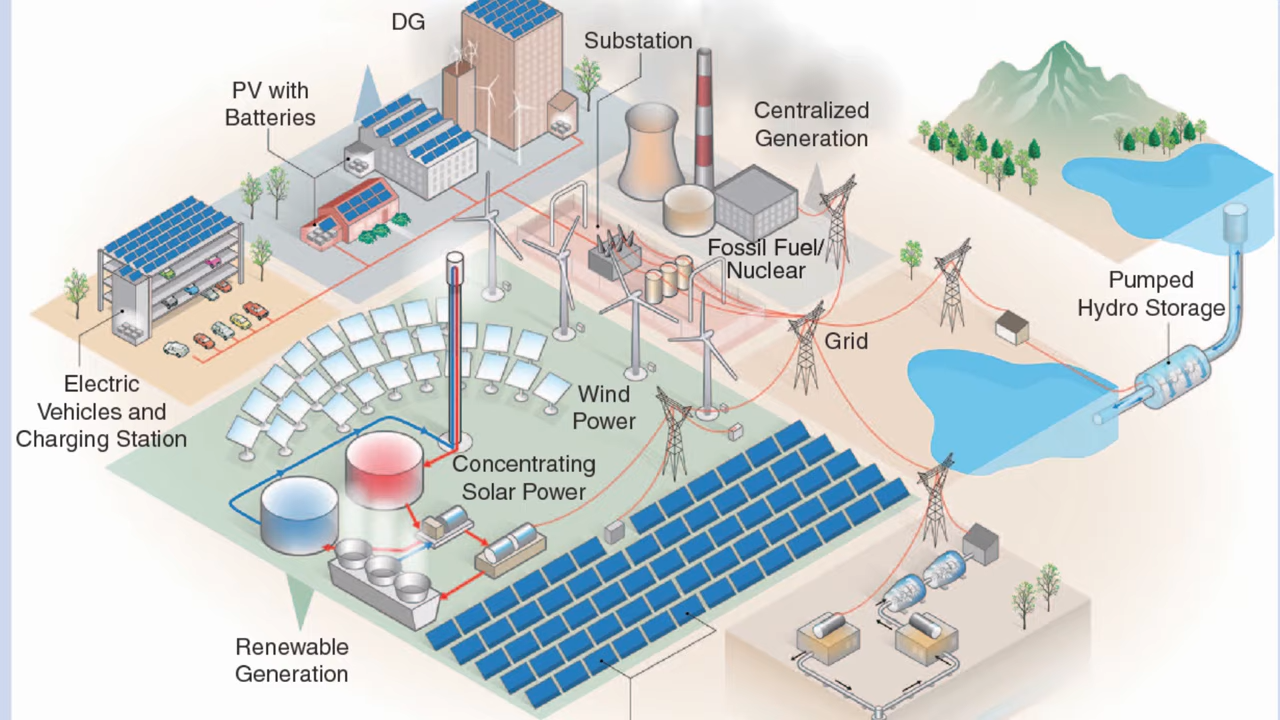 DG
Substation
PV with
Batteries
Centralized
Generation
Fossil Fuel/
Nuclear
Pumped
Hydro Storage
Grid
Electric
Vehicles and
Charging Station
Wind
Power
Concentrating
Solar Power
Renewable
Generation